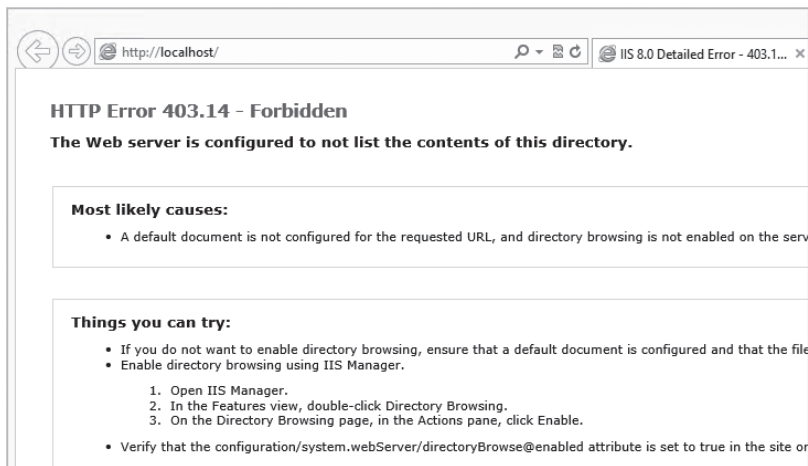 http://localhost/
IIS 8.0 Detailed Error - 403.1...
HTTP Error 403.14 - Forbidden
The Web server is configured to not list the contents of this directory.
Most likely causes:
• A default document is not configured for the requested URL, and directory browsing is not enabled on the serv
Things you can try:
• If you do not want to enable directory browsing, ensure that a default document is configured and that the file
• Enable directory browsing using IIS Manager.
1. Open IIS Manager.
2. In the Features view, double-click Directory Browsing.
3. On the Directory Browsing page, in the Actions pane, click Enable.
• Verify that the configuration/system.webServer/directoryBrowse@enabled attribute is set to true in the site or